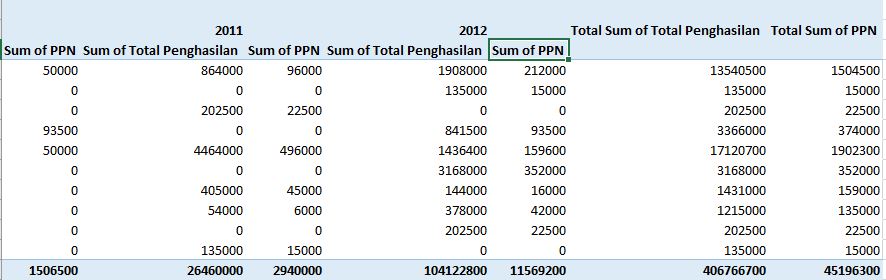 2011 2012 Total Sum of Total Penghasilan Total Sum of PPN
Sum of PPN Sum of Total Penghasilan Sum of PPN Sum of Total Penghasilan Sum of PPN
50000 864000 96000 1908000 212000 13540500 1504500
0 0 0 135000 15000 135000 15000
0 202500 22500 0 0 202500 22500
93500 0 0 841500 93500 3366000 374000
50000 4464000 496000 1436400 159600 17120700 1902300
0 0 0 3168000 352000 3168000 352000
0 405000 45000 144000 16000 1431000 159000
0 54000 6000 378000 42000 1215000 135000
0 0 0 202500 22500 202500 22500
0 135000 15000 0 0 135000 15000
1506500 26460000 2940000 104122800 11569200 406766700 45196300